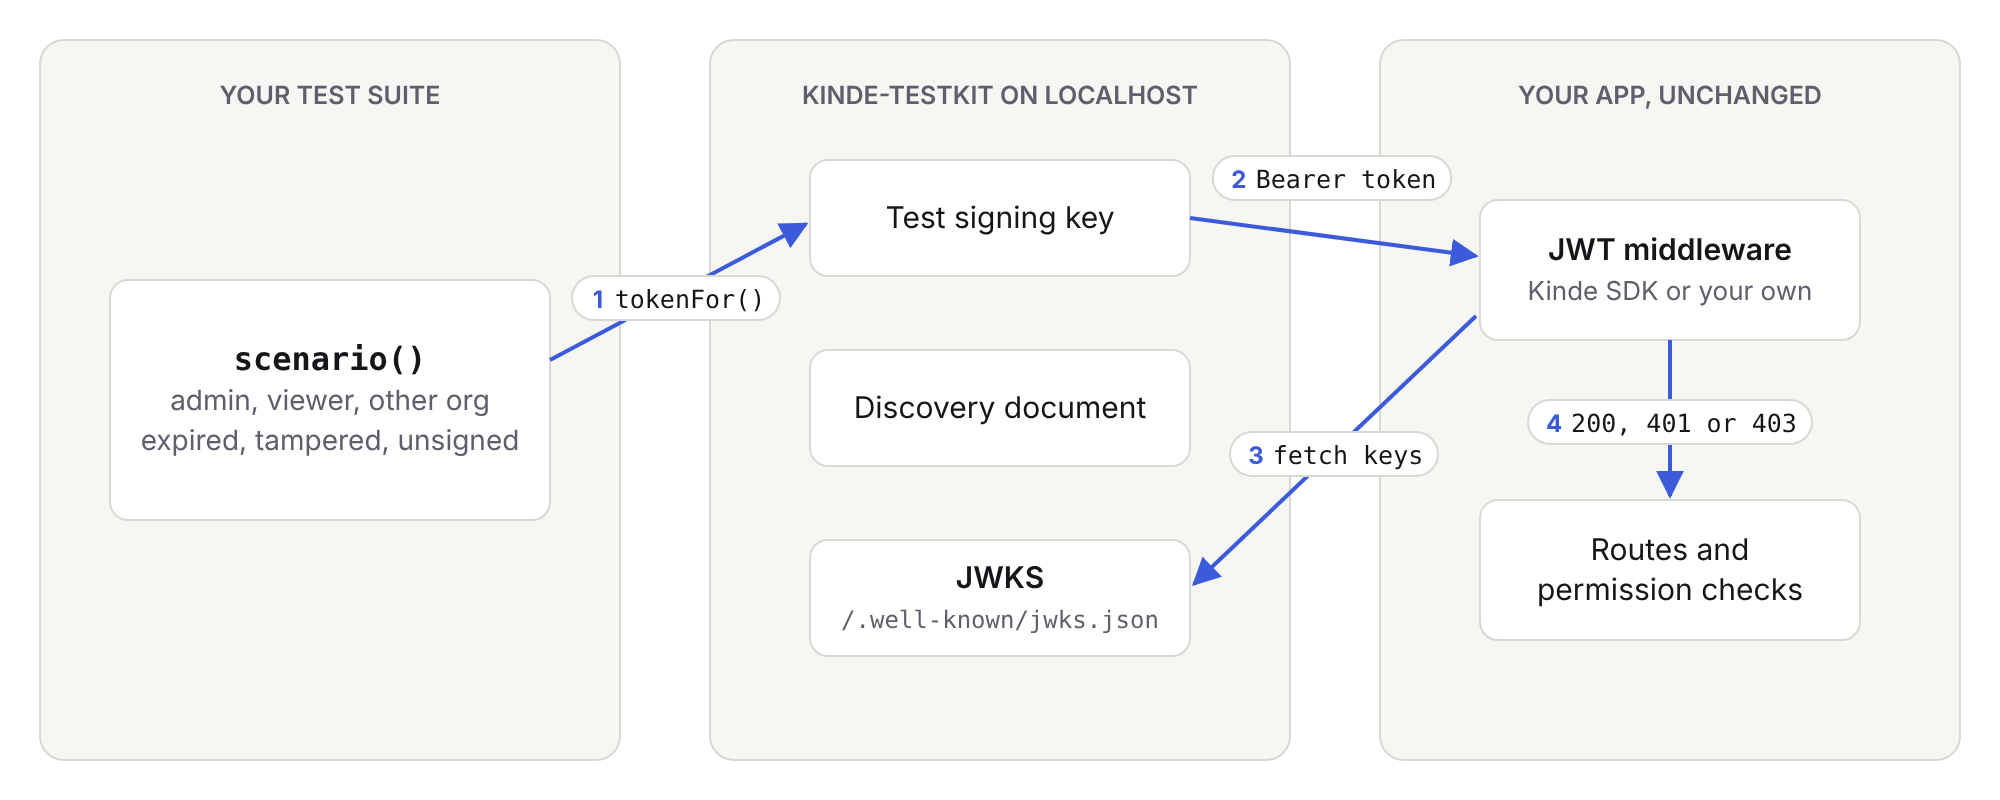 YOUR TEST SUITE
scenario()
admin, viewer, other org
expired, tampered, unsigned
1 tokenFor()
KINDE-TESTKIT ON LOCALHOST
Test signing key
Discovery document
JWKS
/.well-known/jwks.json
2 Bearer token
3 fetch keys
YOUR APP, UNCHANGED
JWT middleware
Kinde SDK or your own
4 200, 401 or 403
Routes and
permission checks